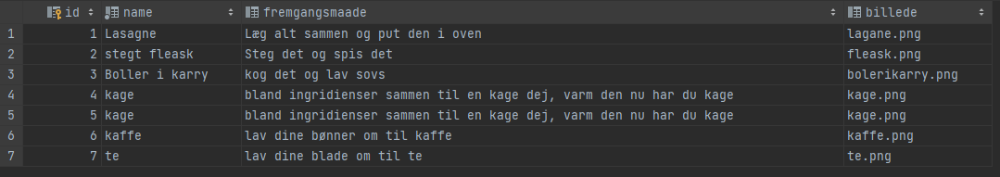 id name fremgangsmaade billede
1 1 Lasagne Læg alt sammen og put den i oven lagane.png
2 2 stegt fleask Steg det og spis det fleask.png
3 3 Boller i karry kog det og lav sovs bolerikarry.png
4 4 kage bland ingridienser sammen til en kage dej, varm den nu har du kage kage.png
5 5 kage bland ingridienser sammen til en kage dej, varm den nu har du kage kage.png
6 6 kaffe lav dine bønner om til kaffe kaffe.png
7 7 te lav dine blade om til te te.png